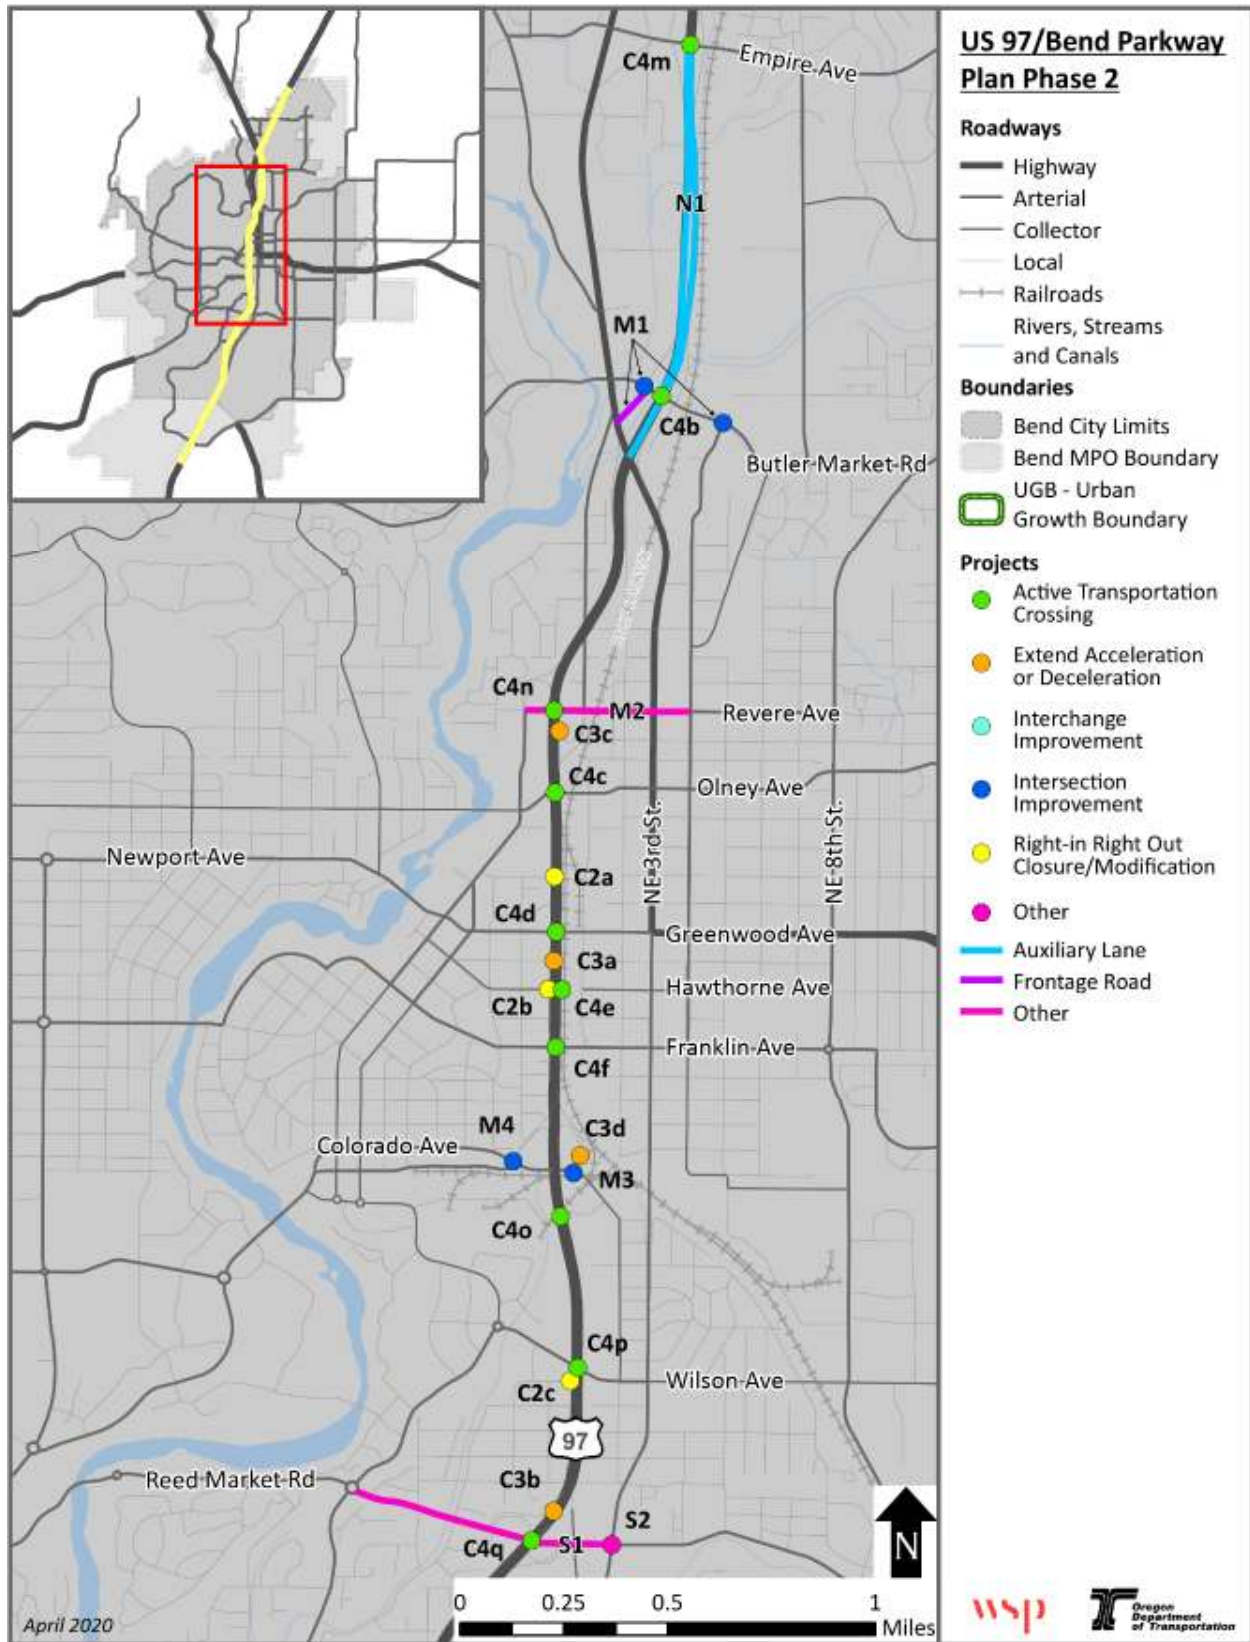 US 97/Bend Parkway
Plan Phase 2
Roadways
Highway
Arterial
Collector
Local
Railroads
Rivers, Streams
and Canals
Boundaries
Bend City Limits
Bend MPO Boundary
UGB - Urban
Growth Boundary
Projects
Active Transportation
Crossing
Extend Acceleration
or Deceleration
Interchange
Improvement
Intersection
Improvement
Right-in Right Out
Closure/Modification
Other
Auxiliary Lane
Frontage Road
Other
C4m
Empire Ave
N1
M1
C4b
Butler Market Rd
C4n
M2
Revere Ave
C3c
C4c
Olney Ave
NE 3rd St.
NE 8th St.
Newport Ave
C2a
C4d
Greenwood Ave
C3a
C2b
C4e
Hawthorne Ave
Franklin Ave
C4f
M4
C3d
Colorado Ave
M3
C4o
C4p
Wilson Ave
C2c
97
Reed Market Rd
C3b
S2
C4q
S1
N
0 0.25 0.5 1
Miles
April 2020
wsp
Oregon
Department
of Transportation